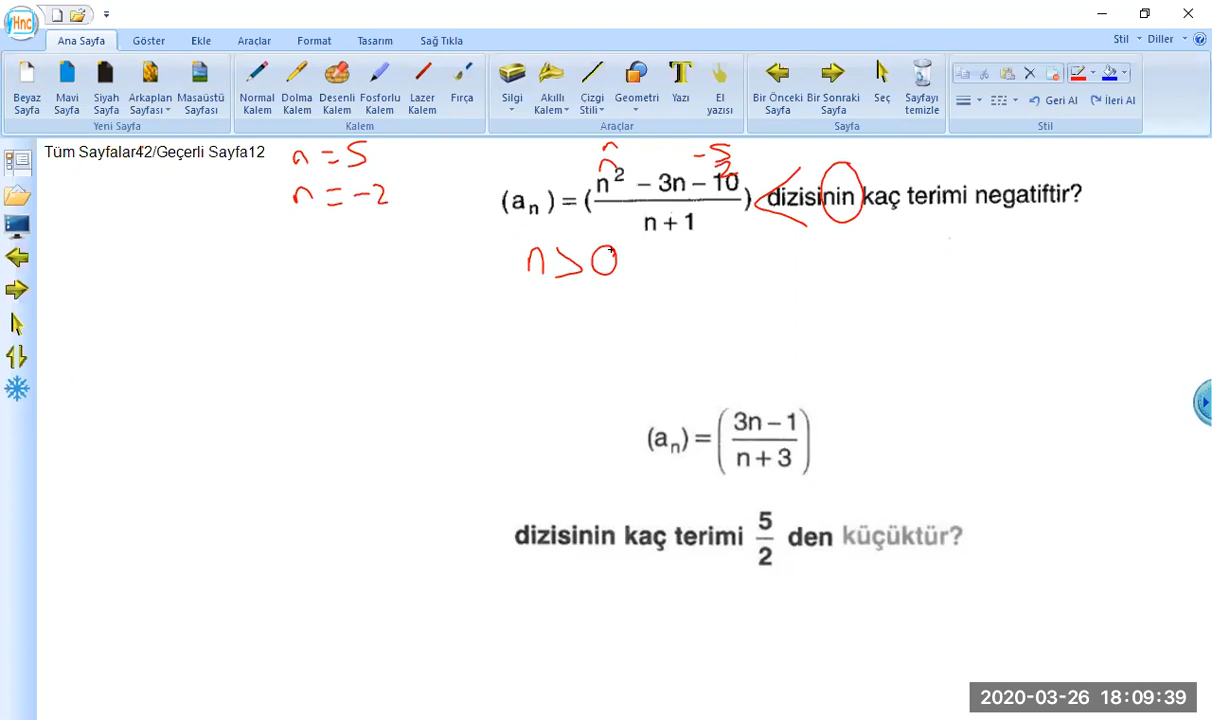 Hnc
Ana Sayfa Göster Ekle Araçlar Format Tasarım Sağ Tıkla Stil Diller
Beyaz Sayfa Mavi Sayfa Siyah Sayfa Arkaplan Sayfası Masaüstü Sayfası Normal Kalem Dolma Kalem Desenli Kalem Fosforlu Kalem Lazer Kalem Fırça Silgi Akıllı Kalem Çizgi Stili Geometri Yazı El yazısı Bir Önceki Sayfa Bir Sonraki Sayfa Seç Sayfayı temizle Geri Al İleri Al
Yeni Sayfa Kalem Araçlar Sayfa Stil
Tüm Sayfalar42/Geçerli Sayfa12
n = 5
n = -2
n -5
n 2
(aₙ) = (n² − 3n − 10 / n + 1) < dizisinin kaç terimi negatiftir?
n > 0
(aₙ) = (3n − 1 / n + 3)
dizisinin kaç terimi 5/2 den küçüktür?
2020-03-26 18:09:39